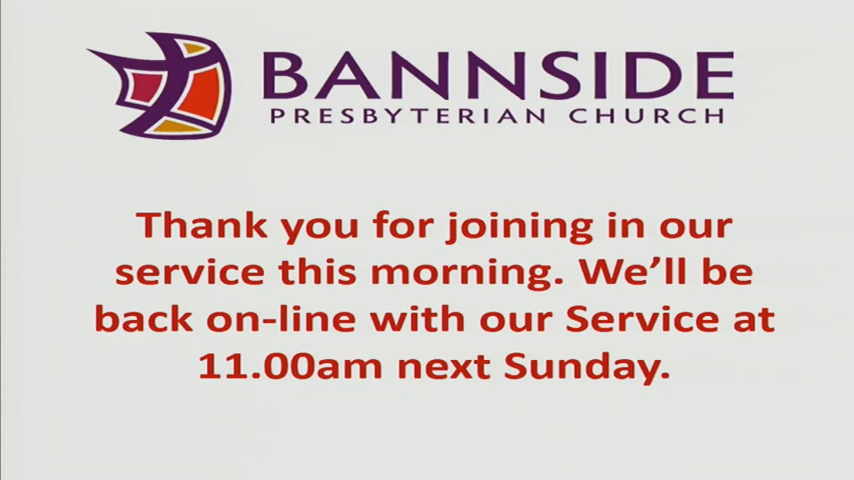 BANNSIDE
PRESBYTERIAN CHURCH
Thank you for joining in our
service this morning. We’ll be
back on-line with our Service at
11.00am next Sunday.